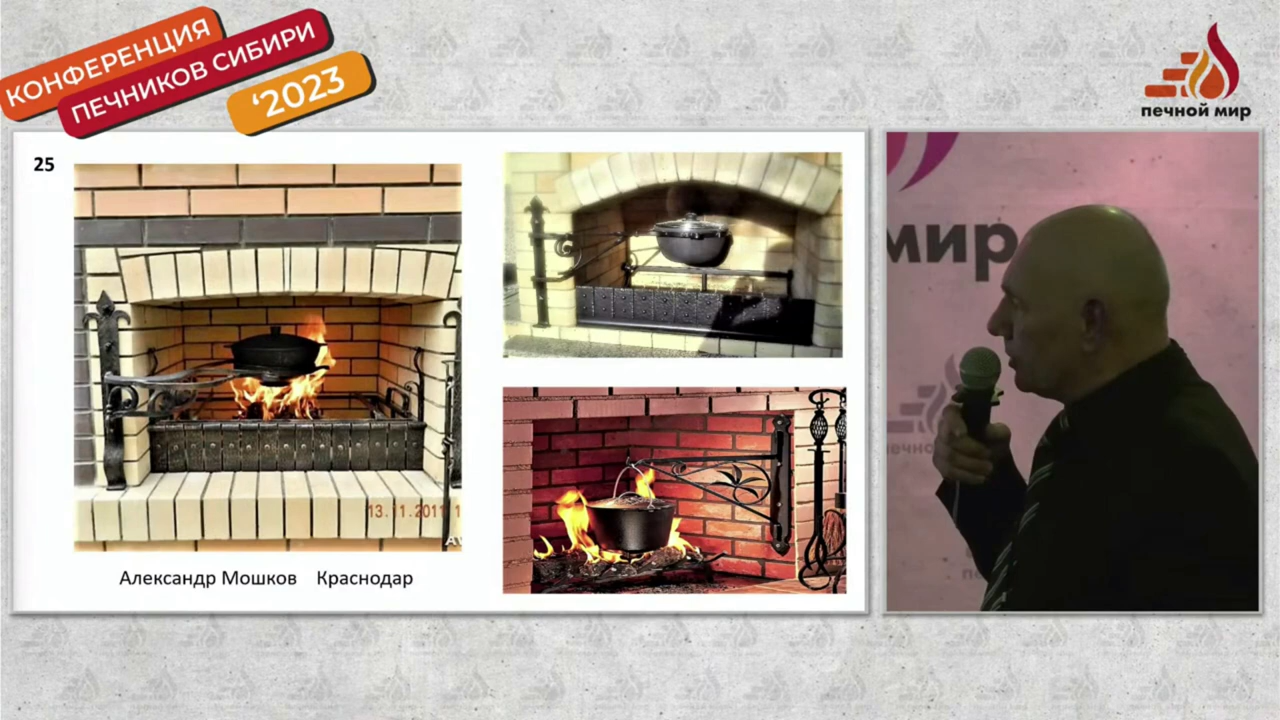 КОНФЕРЕНЦИЯ
ПЕЧНИКОВ СИБИРИ
‘2023
печной мир
25
13.11.2011
Александр Мошков Краснодар
мир